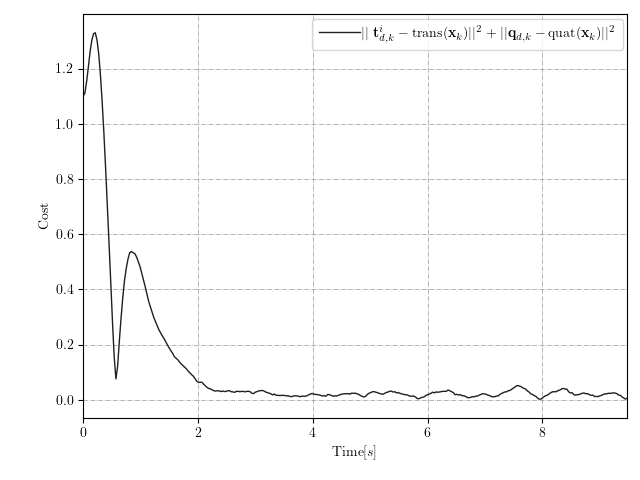 || t^i_{d,k} − trans(x_k)||² + ||q_{d,k} − quat(x_k)||²
1.2
1.0
0.8
Cost
0.6
0.4
0.2
0.0
0 2 4 6 8
Time[s]